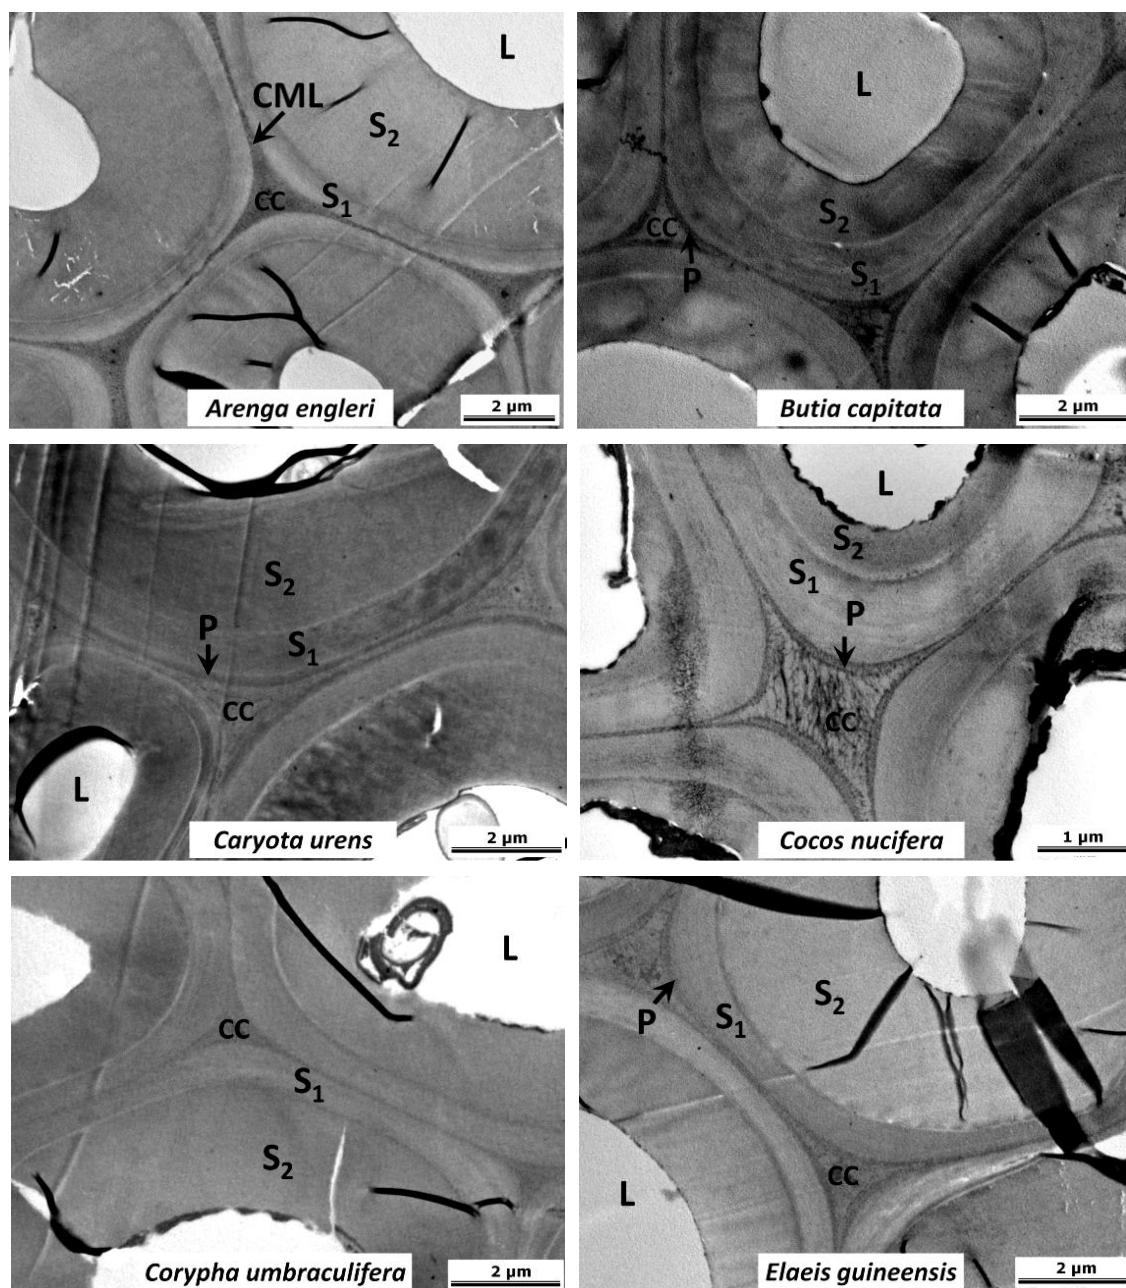 L
CML
S2
CC
S1
Arenga engleri
2 µm
L
S2
CC
P
S1
Butia capitata
2 µm
S2
P
S1
CC
L
Caryota urens
2 µm
L
S2
S1
P
CC
Cocos nucifera
1 µm
L
CC
S1
S2
Corypha umbraculifera
2 µm
S2
P
S1
CC
L
Elaeis guineensis
2 µm